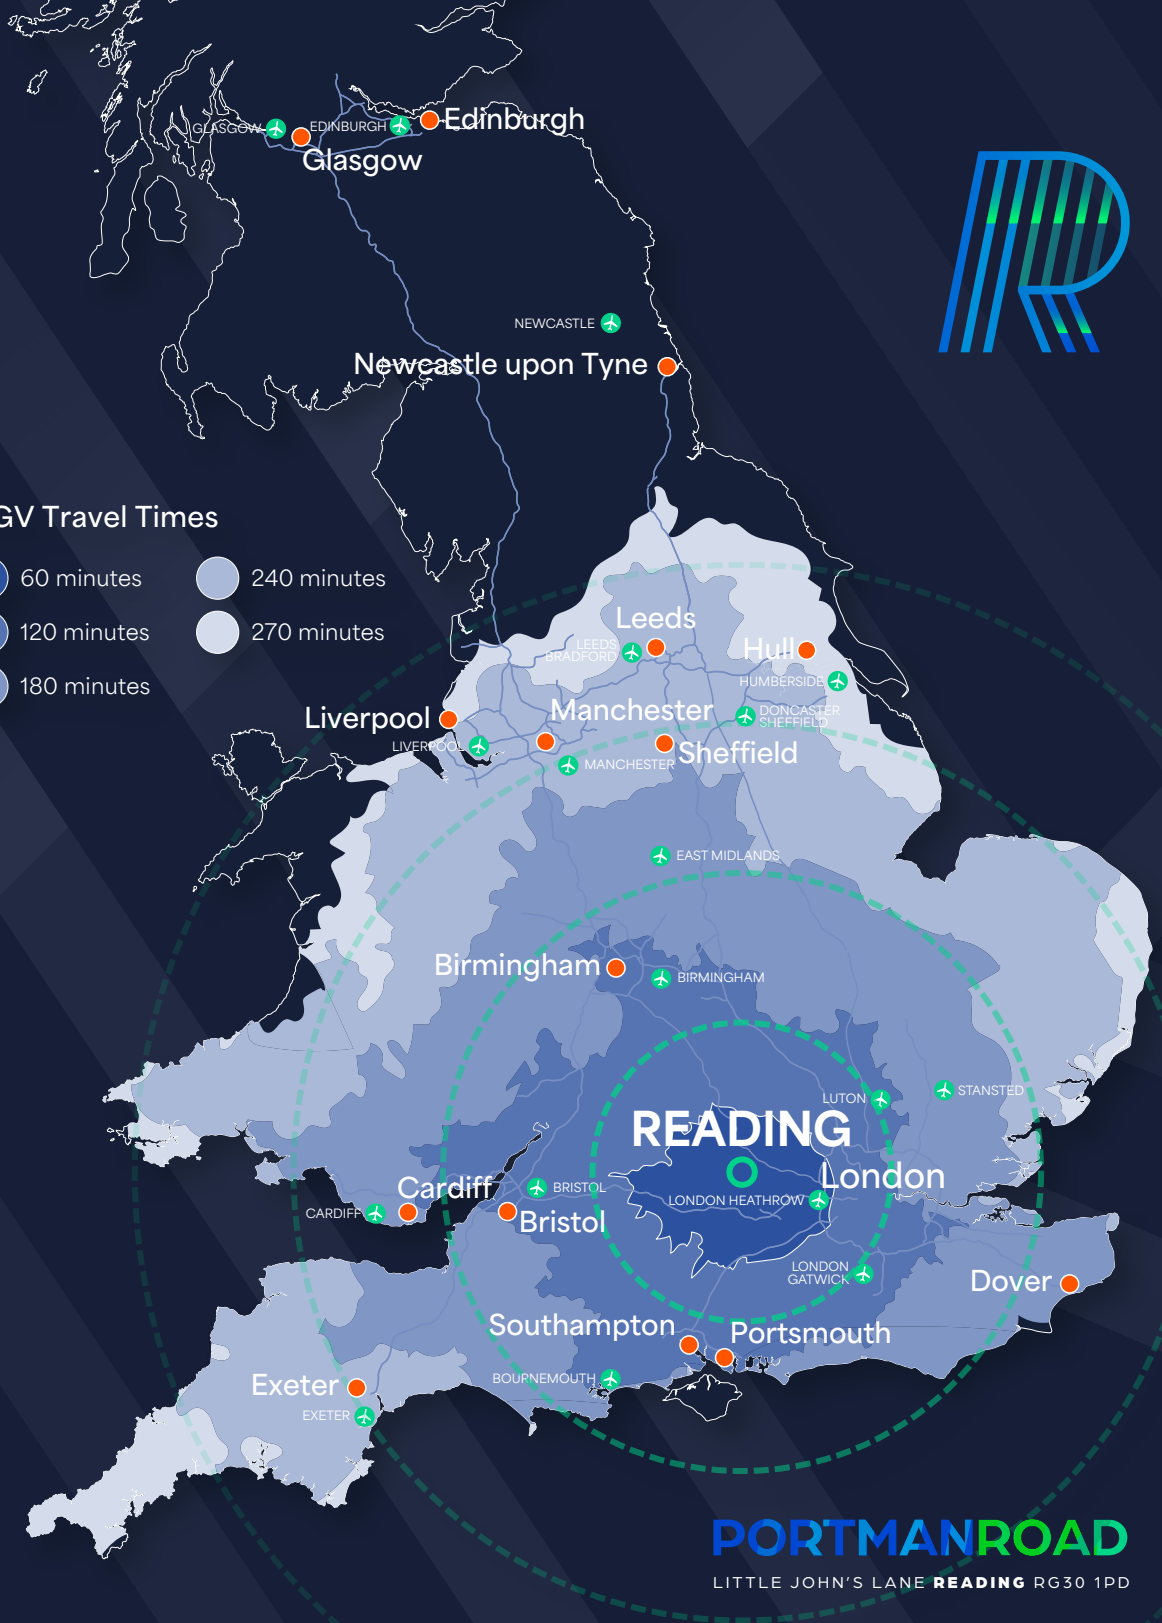 GLASGOW
EDINBURGH
Edinburgh
Glasgow
NEWCASTLE
Newcastle upon Tyne
GV Travel Times
60 minutes
240 minutes
120 minutes
270 minutes
180 minutes
Leeds
LEEDS
BRADFORD
Hull
HUMBERSIDE
Liverpool
Manchester
DONCASTER
SHEFFIELD
LIVERPOOL
MANCHESTER
Sheffield
EAST MIDLANDS
Birmingham
BIRMINGHAM
LUTON
STANSTED
READING
London
LONDON HEATHROW
Cardiff
CARDIFF
BRISTOL
Bristol
LONDON
GATWICK
Dover
Southampton
Portsmouth
BOURNEMOUTH
Exeter
EXETER
PORTMANROAD
LITTLE JOHN'S LANE READING RG30 1PD